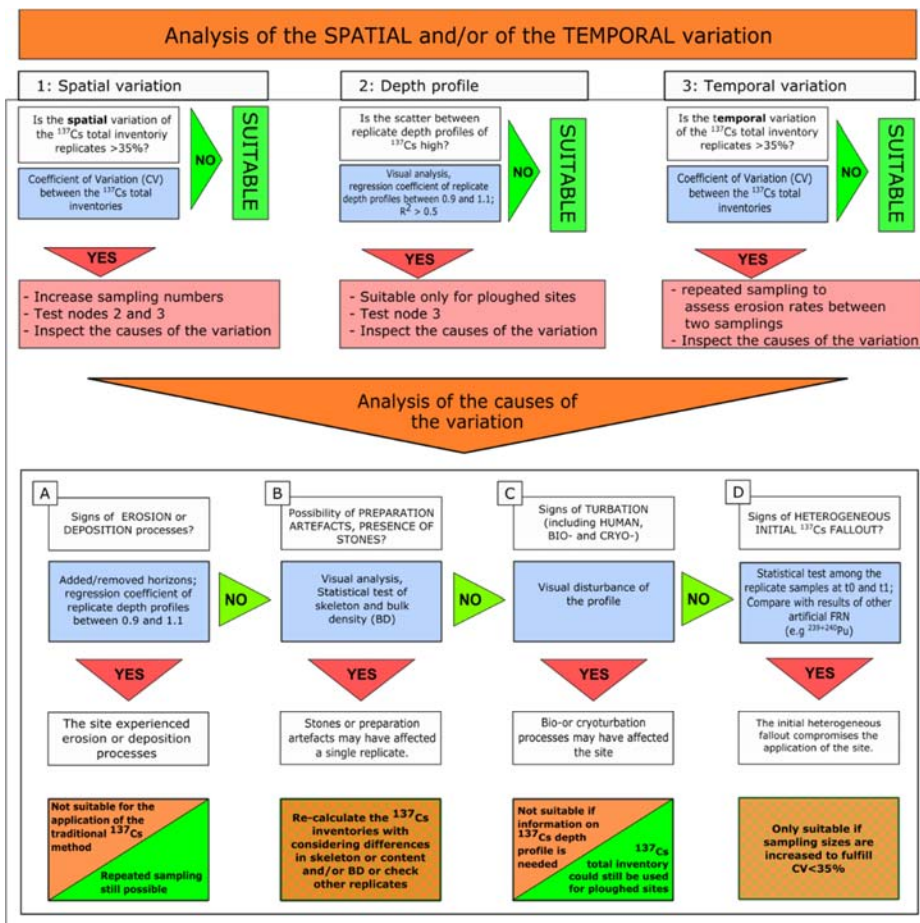 Analysis of the SPATIAL and/or of the TEMPORAL variation
1: Spatial variation
Is the spatial variation of
the ¹³⁷Cs total inventoriy
replicates >35%?
Coefficient of Variation (CV)
between the ¹³⁷Cs total
inventories
NO
SUITABLE
YES
- Increase sampling numbers
- Test nodes 2 and 3
- Inspect the causes of the variation
2: Depth profile
Is the scatter between
replicate depth profiles of
¹³⁷Cs high?
Visual analysis,
regression coefficient of replicate
depth profiles between 0.9 and 1.1;
R² > 0.5
NO
SUITABLE
YES
- Suitable only for ploughed sites
- Test node 3
- Inspect the causes of the variation
3: Temporal variation
Is the temporal variation
of the ¹³⁷Cs total inventory
replicates >35%?
Coefficient of Variation (CV)
between the ¹³⁷Cs total
inventories
NO
SUITABLE
YES
- repeated sampling to
assess erosion rates between
two samplings
- Inspect the causes of the variation
Analysis of the causes of
the variation
A
Signs of EROSION or
DEPOSITION processes?
Added/removed horizons;
regression coefficient of
replicate depth profiles
between 0.9 and 1.1
NO
YES
The site experienced
erosion or deposition
processes
Not suitable for the
application of the
traditional ¹³⁷Cs
method
Repeated sampling
still possible
B
Possibility of PREPARATION
ARTEFACTS, PRESENCE OF
STONES?
Visual analysis,
Statistical test of
skeleton and bulk
density (BD)
NO
YES
Stones or preparation
artefacts may have affected
a single replicate.
Re-calculate the ¹³⁷Cs
inventories with
considering differences
in skeleton or content
and/or BD or check
other replicates
C
Signs of TURBATION
(including HUMAN,
BIO- and CRYO-)
Visual disturbance of
the profile
NO
YES
Bio-or cryoturbation
processes may have affected
the site
Not suitable if
information on
¹³⁷Cs depth
profile is
needed
¹³⁷Cs
total inventory
could still be used
for ploughed sites
D
Signs of HETEROGENEOUS
INITIAL ¹³⁷Cs FALLOUT?
Statistical test among the
replicate samples at t0 and t1;
Compare with results of other
artificial FRN
(e.g ²³⁹⁺²⁴⁰Pu)
YES
The initial heterogeneous
fallout compromises the
application of the site.
Only suitable if
sampling sizes are
increased to fulfill
CV<35%